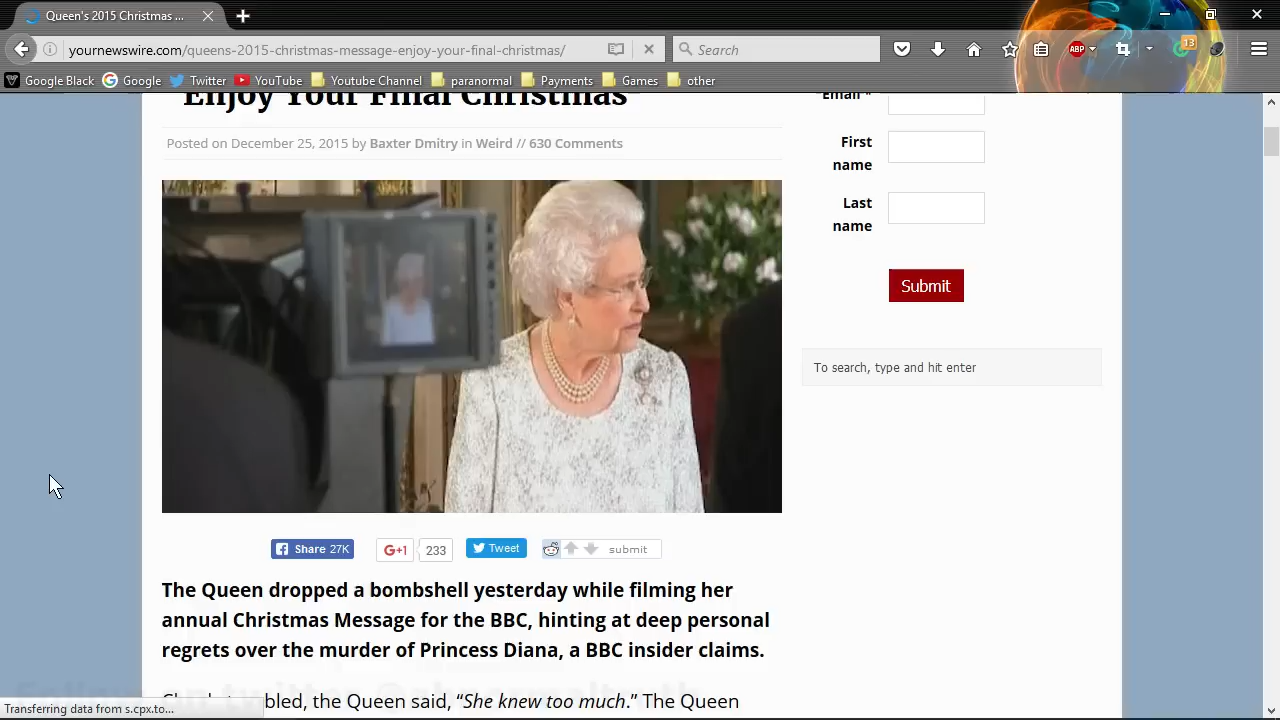 Queen's 2015 Christmas ...
yournewswire.com/queens-2015-christmas-message-enjoy-your-final-christmas/
Search
ABP
13
Google Black
Google
Twitter
YouTube
Youtube Channel
paranormal
Payments
Games
other
Enjoy Your Final Christmas
Posted on December 25, 2015 by Baxter Dmitry in Weird // 630 Comments
Email *
First name
Last name
Submit
To search, type and hit enter
Share 27K
G+1
233
Tweet
submit
The Queen dropped a bombshell yesterday while filming her
annual Christmas Message for the BBC, hinting at deep personal
regrets over the murder of Princess Diana, a BBC insider claims.
the Queen said, “She knew too much.” The Queen
Transferring data from s.cpx.to...